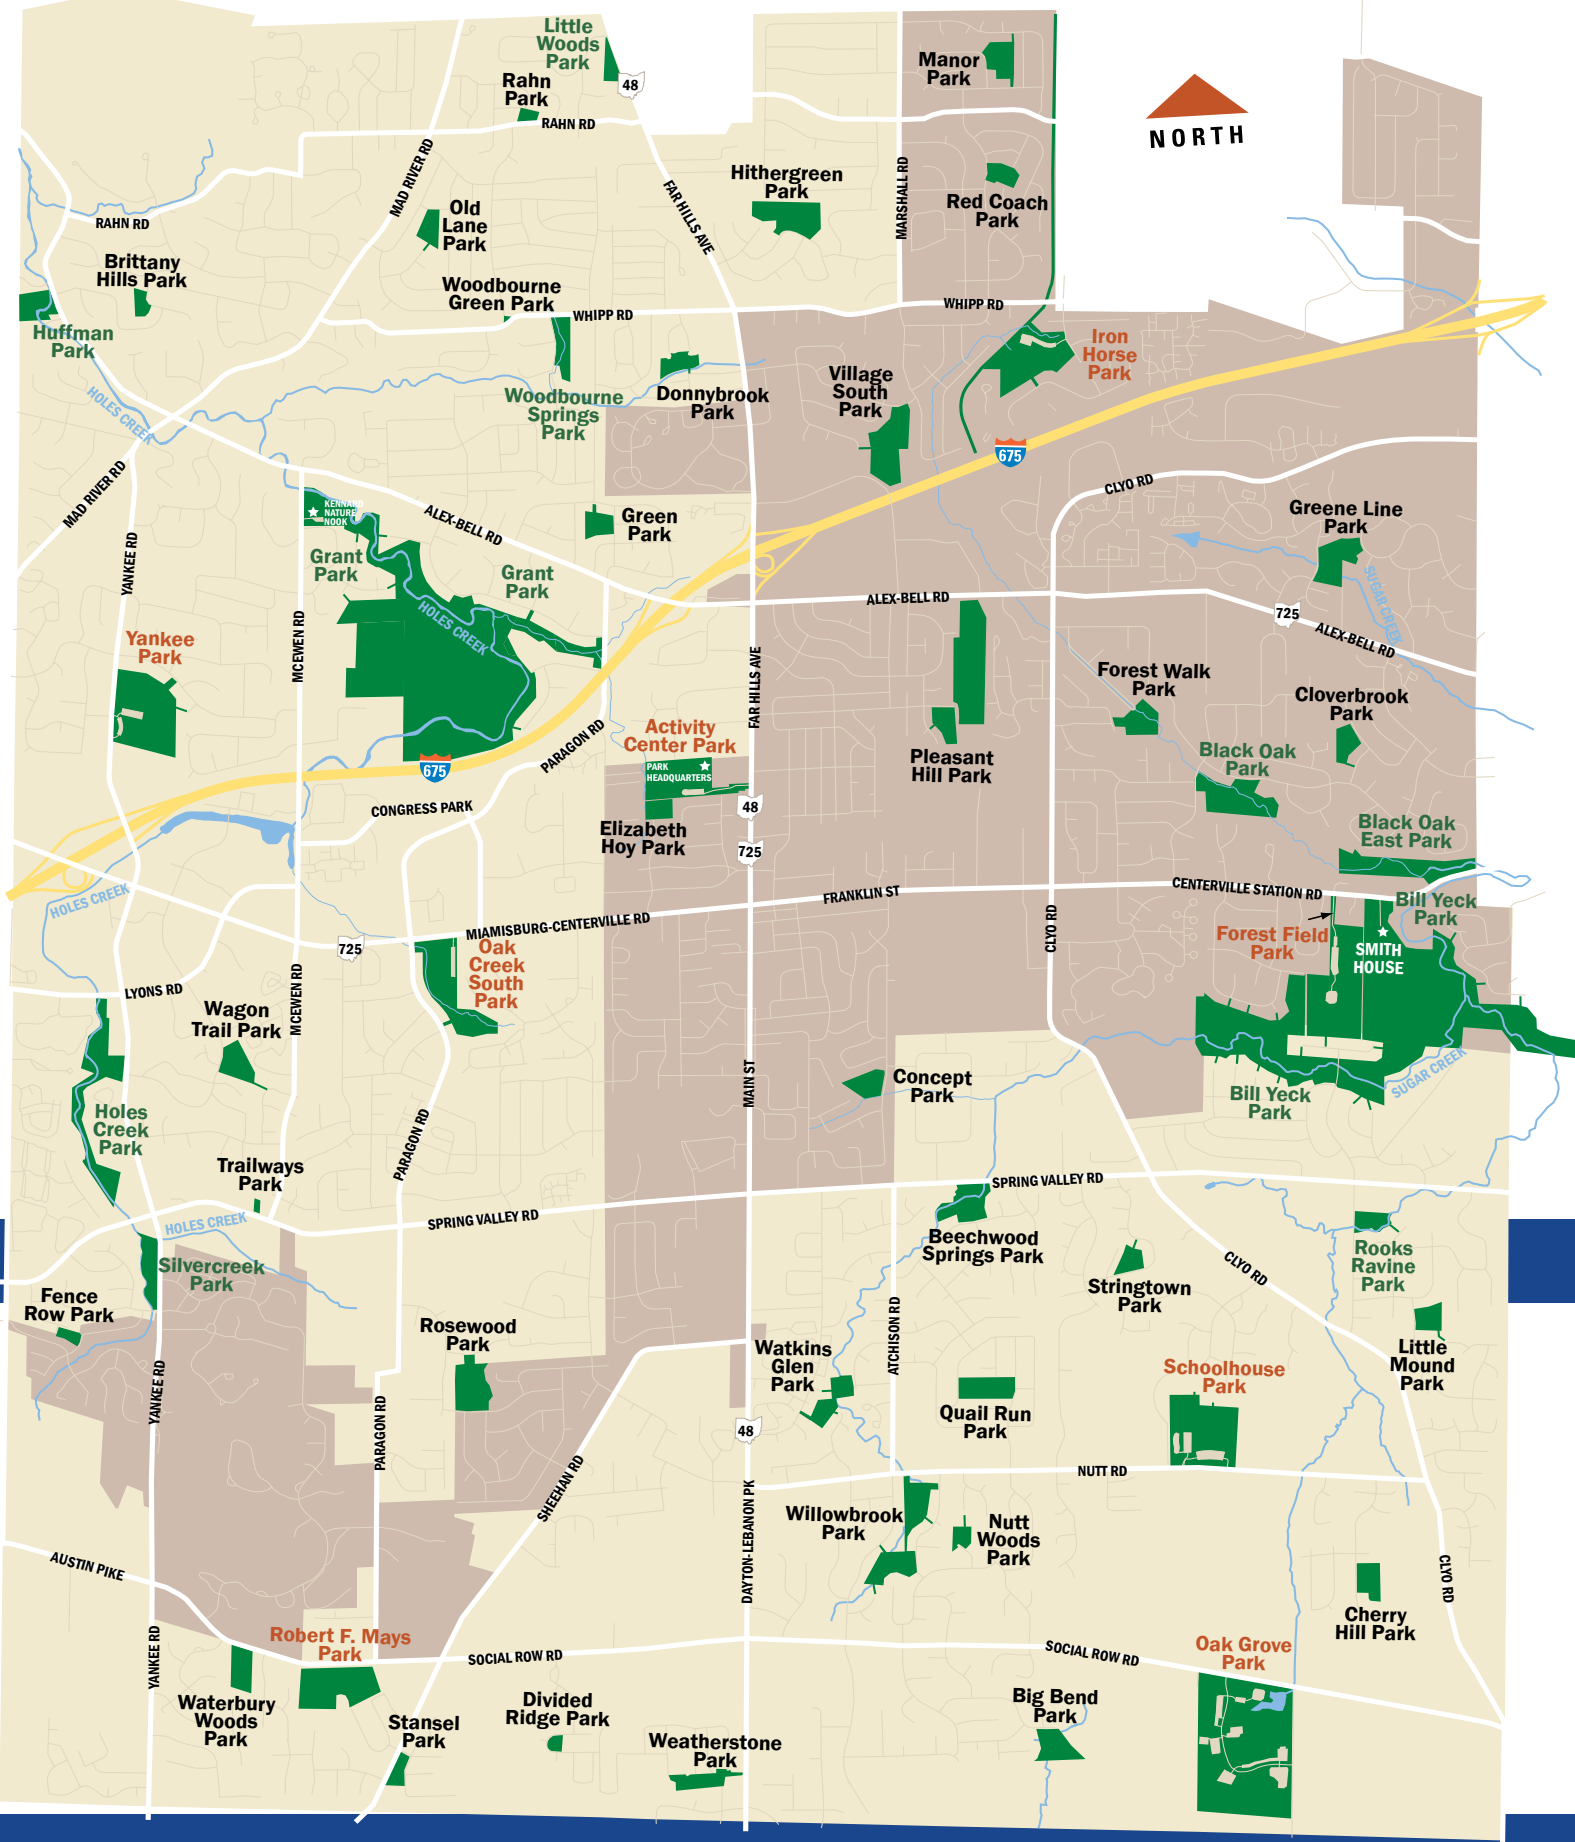 Little
Woods
Park
48
Rahn
Park
RAHN RD
Manor
Park
NORTH
MAD RIVER RD
FAR HILLS AVE
Hithergreen
Park
MARSHALL RD
Red Coach
Park
RAHN RD
Old
Lane
Park
Brittany
Hills Park
Woodbourne
Green Park
WHIPP RD
WHIPP RD
Huffman
Park
Iron
Horse
Park
HOLES CREEK
Woodbourne
Springs
Park
Donnybrook
Park
Village
South
Park
675
MAD RIVER RD
CLYO RD
KENNARD
NATURE
NOOK
ALEX-BELL RD
Green
Park
Greene Line
Park
YANKEE RD
Grant
Park
Grant
Park
HOLES CREEK
SUGAR CREEK
ALEX-BELL RD
725
ALEX-BELL RD
Yankee
Park
MCEWEN RD
FAR HILLS AVE
Forest Walk
Park
Cloverbrook
Park
PARAGON RD
Activity
Center Park
PARK
HEADQUARTERS
Pleasant
Hill Park
Black Oak
Park
675
CONGRESS PARK
48
Elizabeth
Hoy Park
725
Black Oak
East Park
HOLES CREEK
FRANKLIN ST
CENTERVILLE STATION RD
Bill Yeck
Park
MIAMISBURG-CENTERVILLE RD
725
CLYO RD
Forest Field
Park
SMITH
HOUSE
Oak
Creek
South
Park
LYONS RD
MCEWEN RD
Wagon
Trail Park
MAIN ST
Concept
Park
SUGAR CREEK
Bill Yeck
Park
Holes
Creek
Park
PARAGON RD
Trailways
Park
SPRING VALLEY RD
HOLES CREEK
SPRING VALLEY RD
Beechwood
Springs Park
Silvercreek
Park
Stringtown
Park
CLYO RD
Rooks
Ravine
Park
Fence
Row Park
Rosewood
Park
ATCHISON RD
Watkins
Glen
Park
Little
Mound
Park
YANKEE RD
PARAGON RD
Schoolhouse
Park
Quail Run
Park
48
SHEEHAN RD
NUTT RD
DAYTON-LEBANON PK
Willowbrook
Park
Nutt
Woods
Park
AUSTIN PIKE
CLYO RD
Cherry
Hill Park
YANKEE RD
Robert F. Mays
Park
SOCIAL ROW RD
SOCIAL ROW RD
Oak Grove
Park
Waterbury
Woods
Park
Stansel
Park
Divided
Ridge Park
Big Bend
Park
Weatherstone
Park